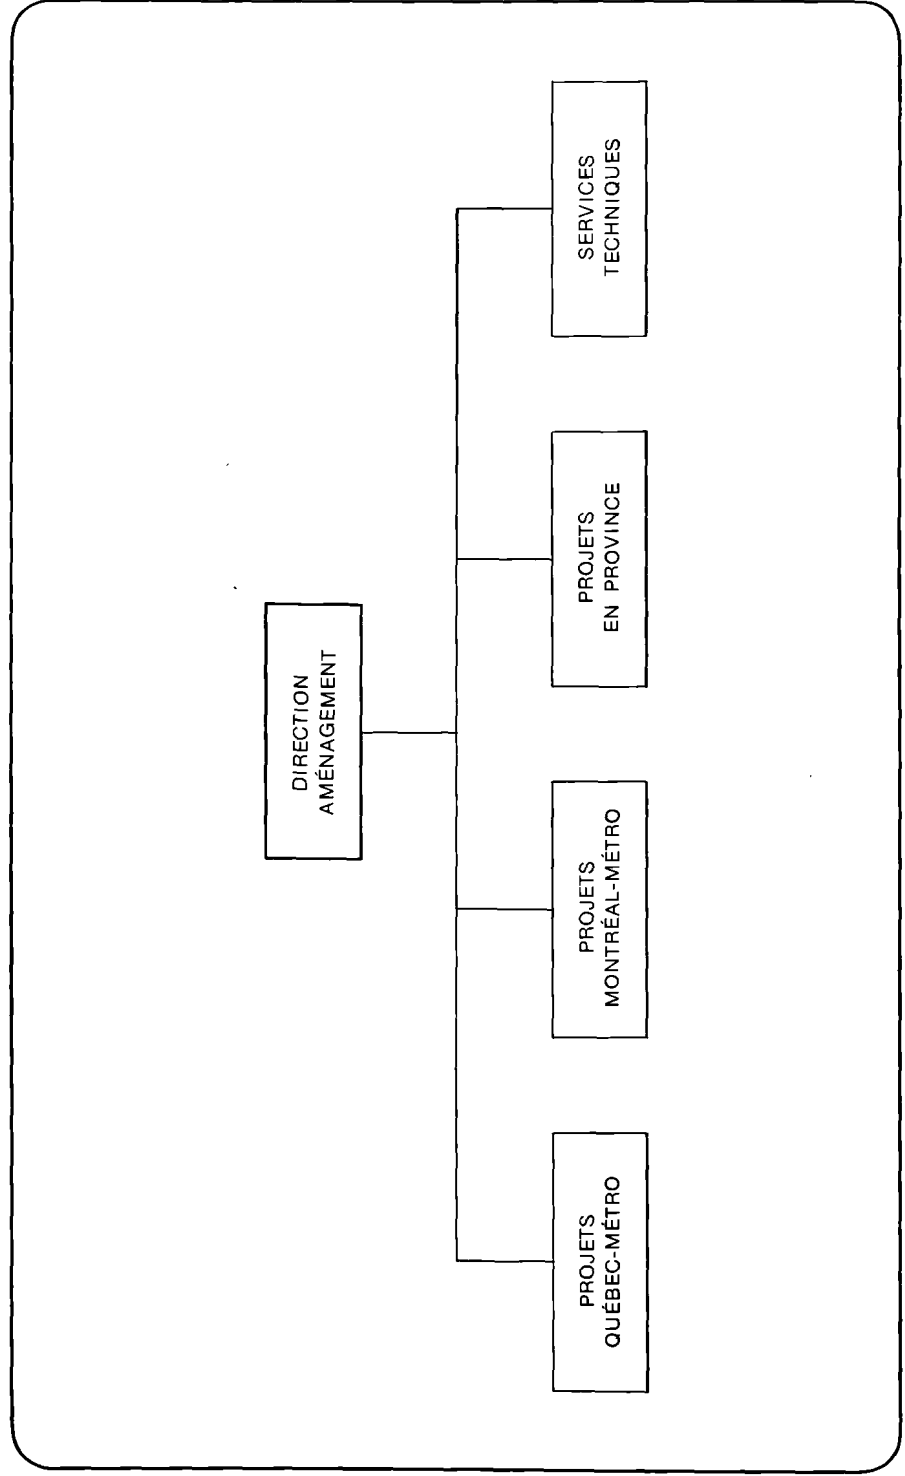 DIRECTION
AMÉNAGEMENT
PROJETS
QUÉBEC-MÉTRO
PROJETS
MONTRÉAL-MÉTRO
PROJETS
EN PROVINCE
SERVICES
TECHNIQUES